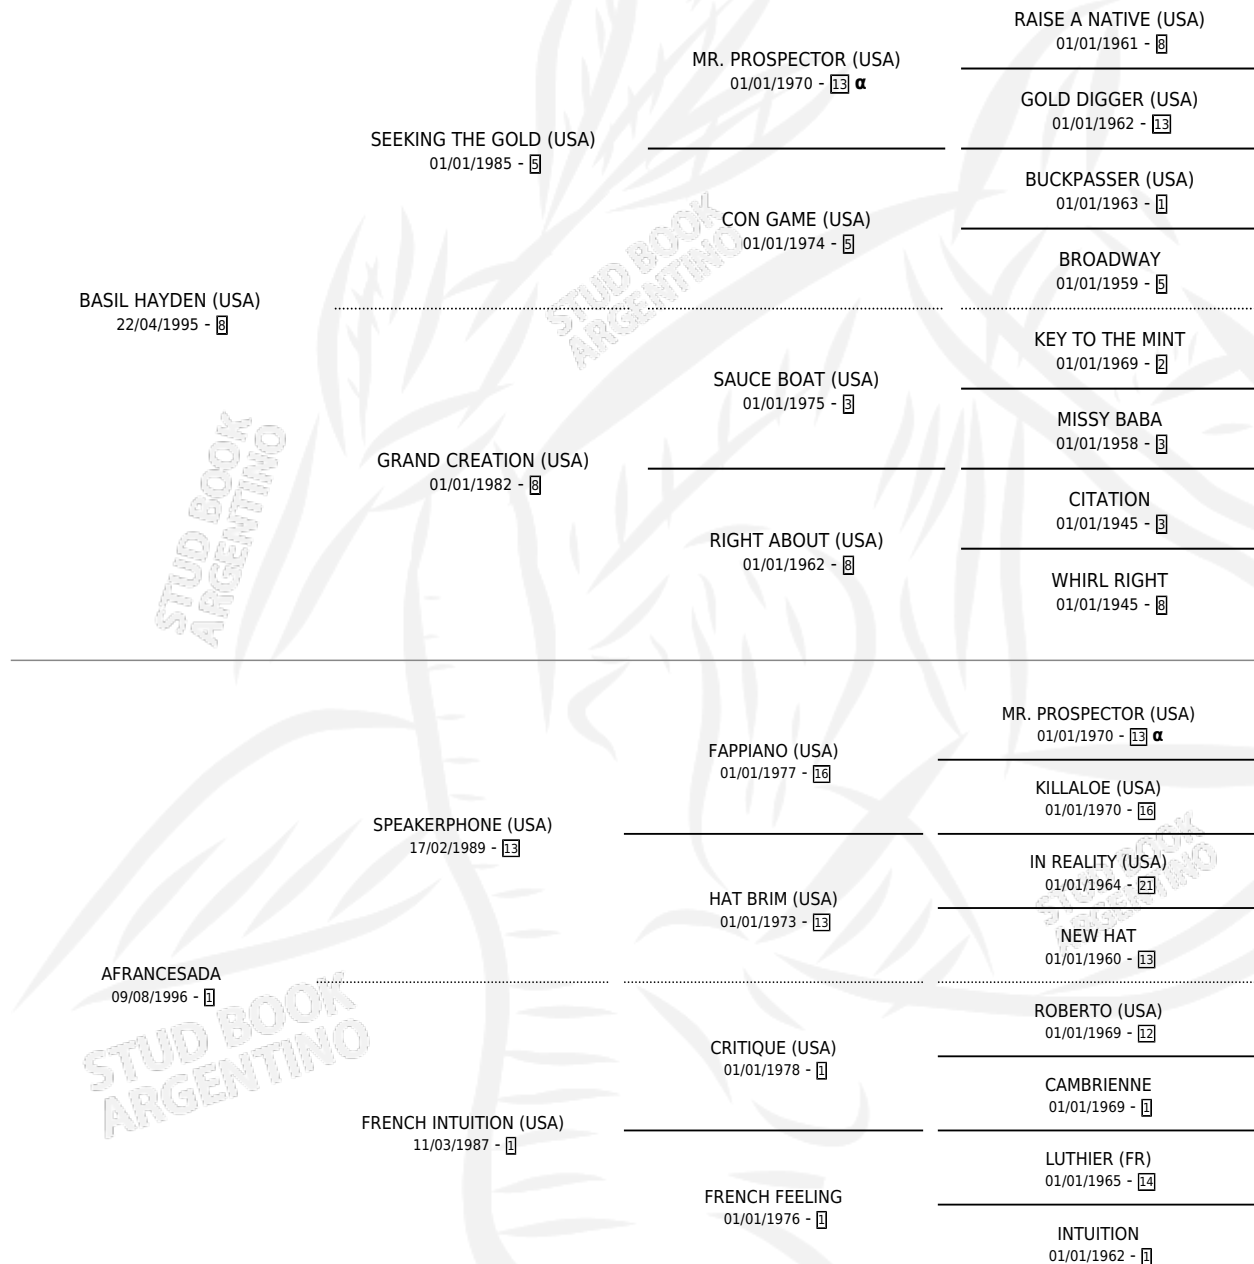 RAISE A NATIVE (USA)
01/01/1961 - 8
MR. PROSPECTOR (USA)
01/01/1970 - 13 α
GOLD DIGGER (USA)
01/01/1962 - 13
SEEKING THE GOLD (USA)
01/01/1985 - 5
BUCKPASSER (USA)
01/01/1963 - 1
CON GAME (USA)
01/01/1974 - 5
BROADWAY
01/01/1959 - 5
BASIL HAYDEN (USA)
22/04/1995 - 8
KEY TO THE MINT
01/01/1969 - 2
SAUCE BOAT (USA)
01/01/1975 - 3
MISSY BABA
01/01/1958 - 3
GRAND CREATION (USA)
01/01/1982 - 8
CITATION
01/01/1945 - 3
RIGHT ABOUT (USA)
01/01/1962 - 8
WHIRL RIGHT
01/01/1945 - 8
MR. PROSPECTOR (USA)
01/01/1970 - 13 α
FAPPIANO (USA)
01/01/1977 - 16
KILLALOE (USA)
01/01/1970 - 16
SPEAKERPHONE (USA)
17/02/1989 - 13
IN REALITY (USA)
01/01/1964 - 21
HAT BRIM (USA)
01/01/1973 - 13
NEW HAT
01/01/1960 - 13
AFRANCESADA
09/08/1996 - 1
ROBERTO (USA)
01/01/1969 - 12
CRITIQUE (USA)
01/01/1978 - 1
CAMBRIENNE
01/01/1969 - 1
FRENCH INTUITION (USA)
11/03/1987 - 1
LUTHIER (FR)
01/01/1965 - 14
FRENCH FEELING
01/01/1976 - 1
INTUITION
01/01/1962 - 1
STUD BOOK
ARGENTINO
STUD BOOK
ARGENTINO
STUD BOOK
ARGENTINO
STUD BOOK
ARGENTINO